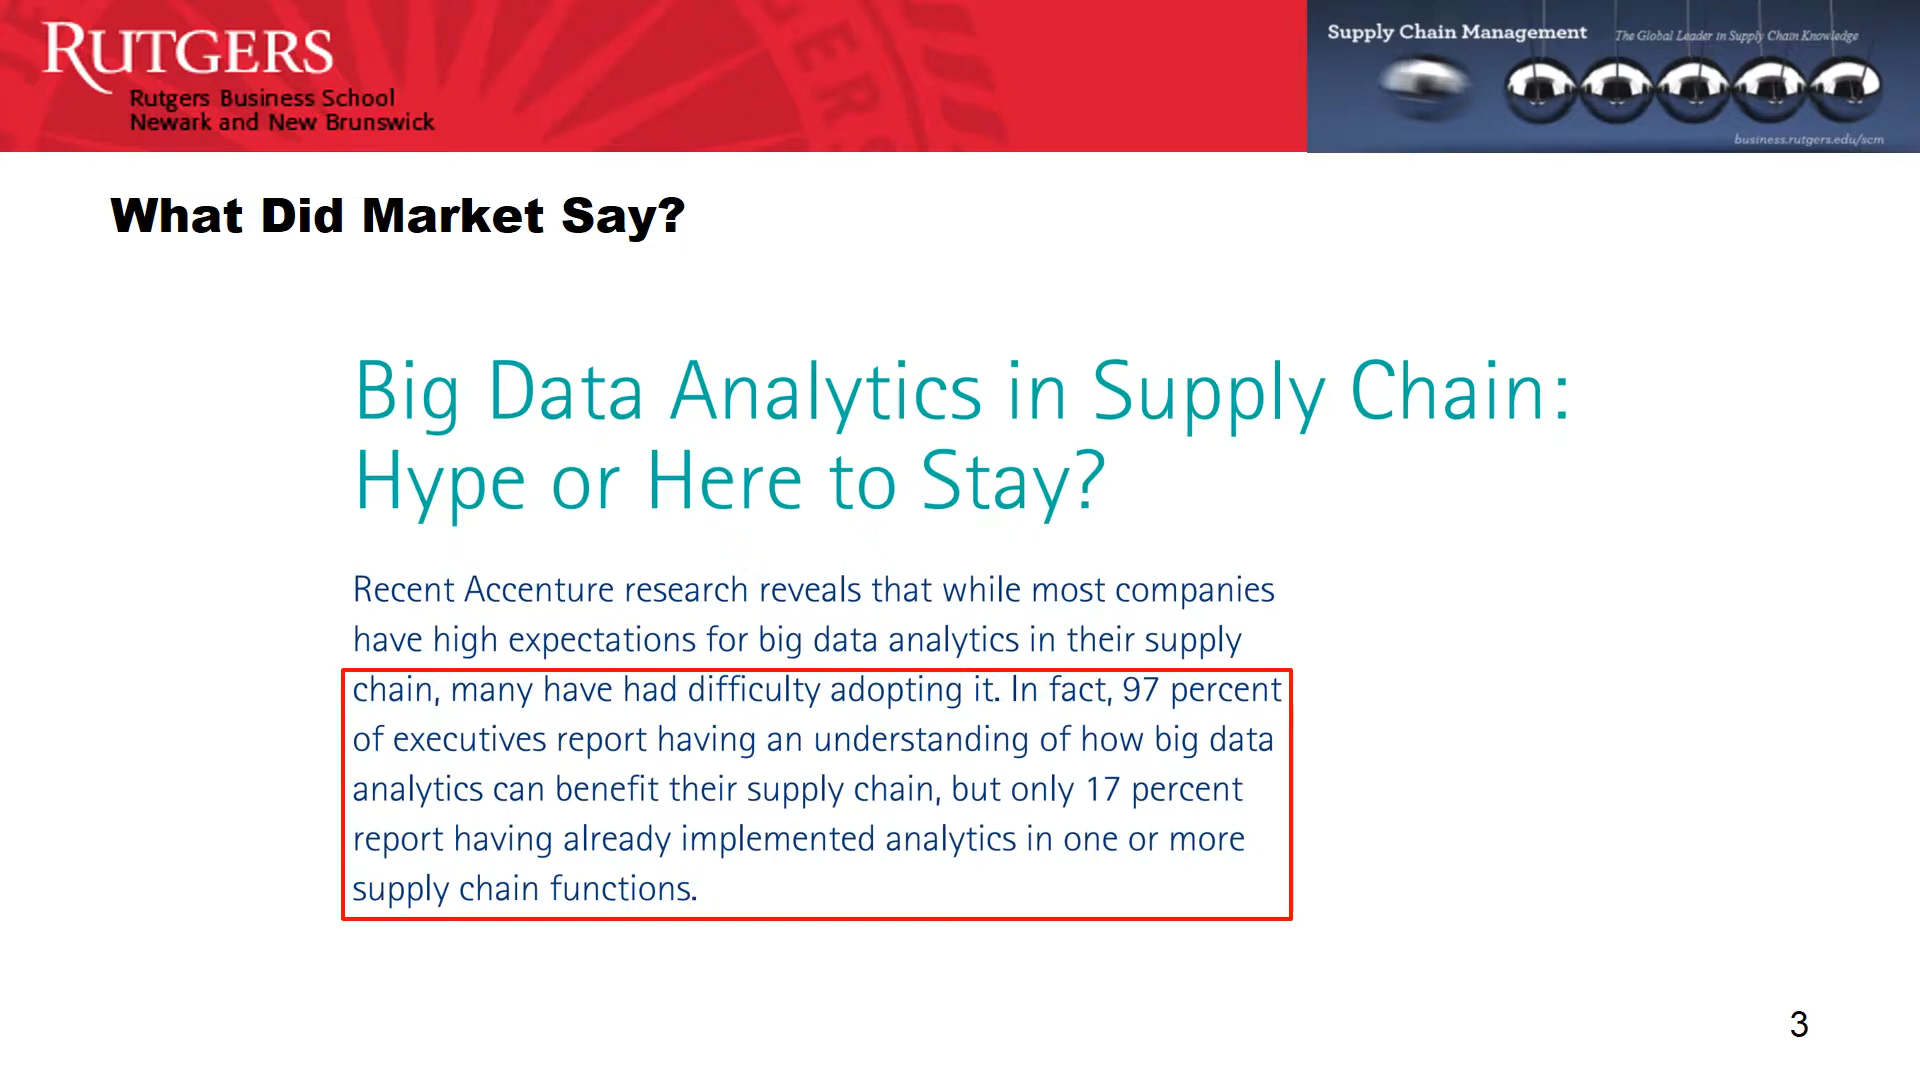 RUTGERS
Rutgers Business School
Newark and New Brunswick
Supply Chain Management The Global Leader in Supply Chain Knowledge
business.rutgers.edu/scm
What Did Market Say?
Big Data Analytics in Supply Chain:
Hype or Here to Stay?
Recent Accenture research reveals that while most companies
have high expectations for big data analytics in their supply
chain, many have had difficulty adopting it. In fact, 97 percent
of executives report having an understanding of how big data
analytics can benefit their supply chain, but only 17 percent
report having already implemented analytics in one or more
supply chain functions.
3